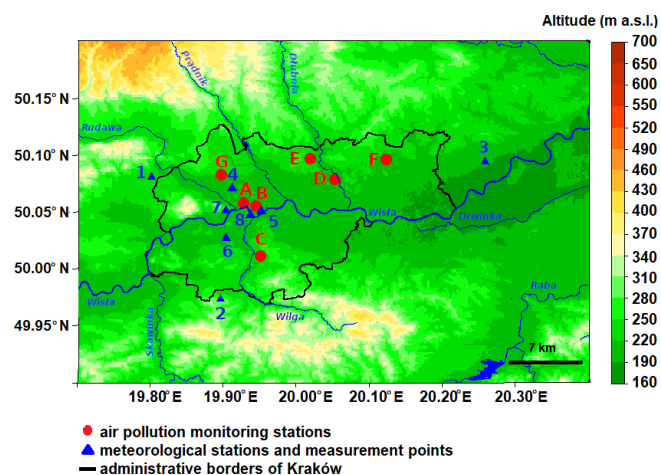 Altitude (m a.s.l.)
700
650
600
550
520
490
460
430
400
370
340
310
280
250
220
190
160
50.15° N
50.10° N
50.05° N
50.00° N
49.95° N
Prądnik
Dłubnia
Rudawa
1
G
4
A
B
7
8
5
6
C
2
E
D
F
3
Wisła
Drwinka
Wisła
Skawinka
Wilga
Raba
7 km
19.80° E
19.90° E
20.00° E
20.10° E
20.20° E
20.30° E
air pollution monitoring stations
meteorological stations and measurement points
administrative borders of Kraków